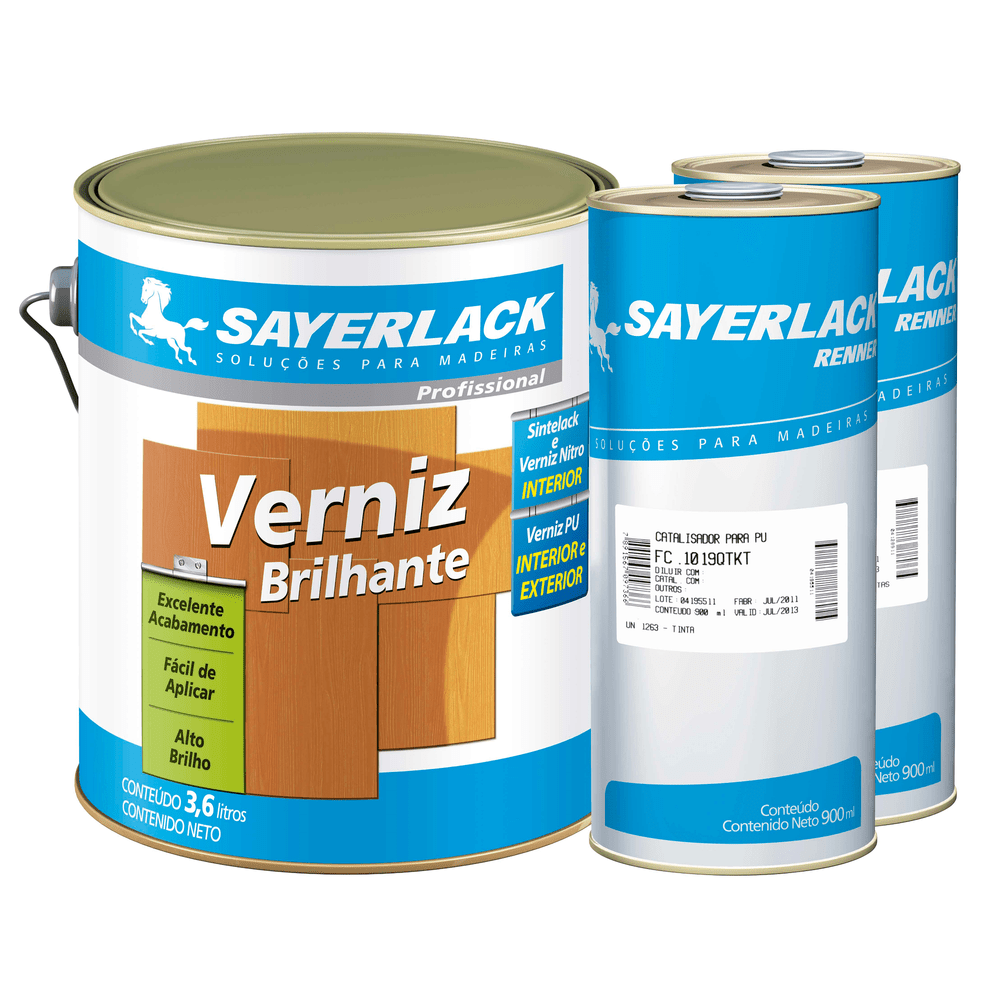 SAYERLACK
SOLUÇÕES PARA MADEIRAS
Profissional
Sintelack
e
Verniz Nitro
INTERIOR
Verniz PU
INTERIOR e
EXTERIOR
Verniz
Brilhante
Excelente
Acabamento
Fácil de
Aplicar
Alto
Brilho
CONTEÚDO 3,6 litros
CONTENIDO NETO
SAYERLACK
RENNER
SOLUÇÕES PARA MADEIRAS
CATALISADOR PARA PU
FC .1019QTKT
DILUIR COM:
CATAL COM:
OUTROS
LOTE: 04195511 FABR JUL/2011
CONTEUDO 900 ml VALID:JUL/2013
UN 1263 - TINTA
Conteúdo
Contenido Neto 900 ml
LACK
RENNER
ADEIRAS
TAS
eúdo
Neto 900 ml